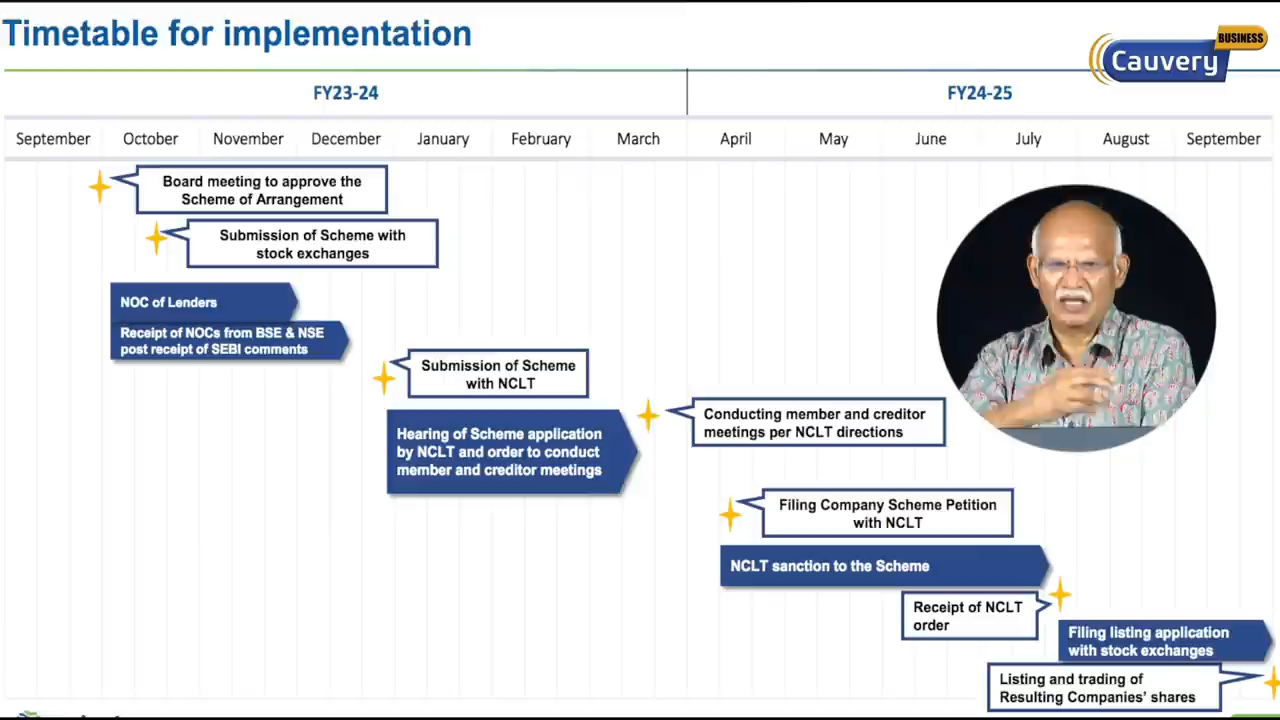 Timetable for implementation
BUSINESS
Cauvery
FY23-24
FY24-25
September October November December January February March April May June July August September
Board meeting to approve the
Scheme of Arrangement
Submission of Scheme with
stock exchanges
NOC of Lenders
Receipt of NOCs from BSE & NSE
post receipt of SEBI comments
Submission of Scheme
with NCLT
Hearing of Scheme application
by NCLT and order to conduct
member and creditor meetings
Conducting member and creditor
meetings per NCLT directions
Filing Company Scheme Petition
with NCLT
NCLT sanction to the Scheme
Receipt of NCLT
order
Filing listing application
with stock exchanges
Listing and trading of
Resulting Companies' shares